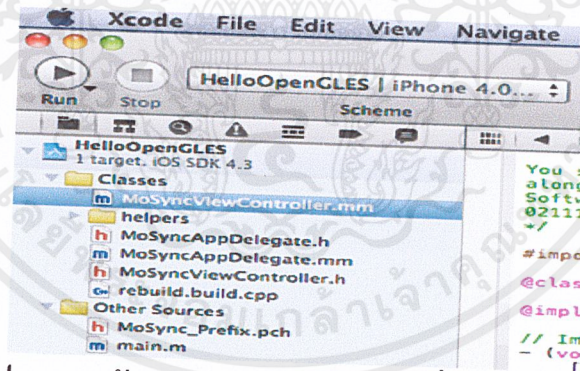 Xcode File Edit View Navigate
HelloOpenGLES | iPhone 4.0...
Run Stop Scheme
HelloOpenGLES
1 target, iOS SDK 4.3
Classes
MoSyncViewController.mm
helpers
MoSyncAppDelegate.h
MoSyncAppDelegate.mm
MoSyncViewController.h
rebuild.build.cpp
Other Sources
MoSync_Prefix.pch
main.m
You
along
Softw
02111
*/
#impo
@clas
@impl
// Im
- (vo